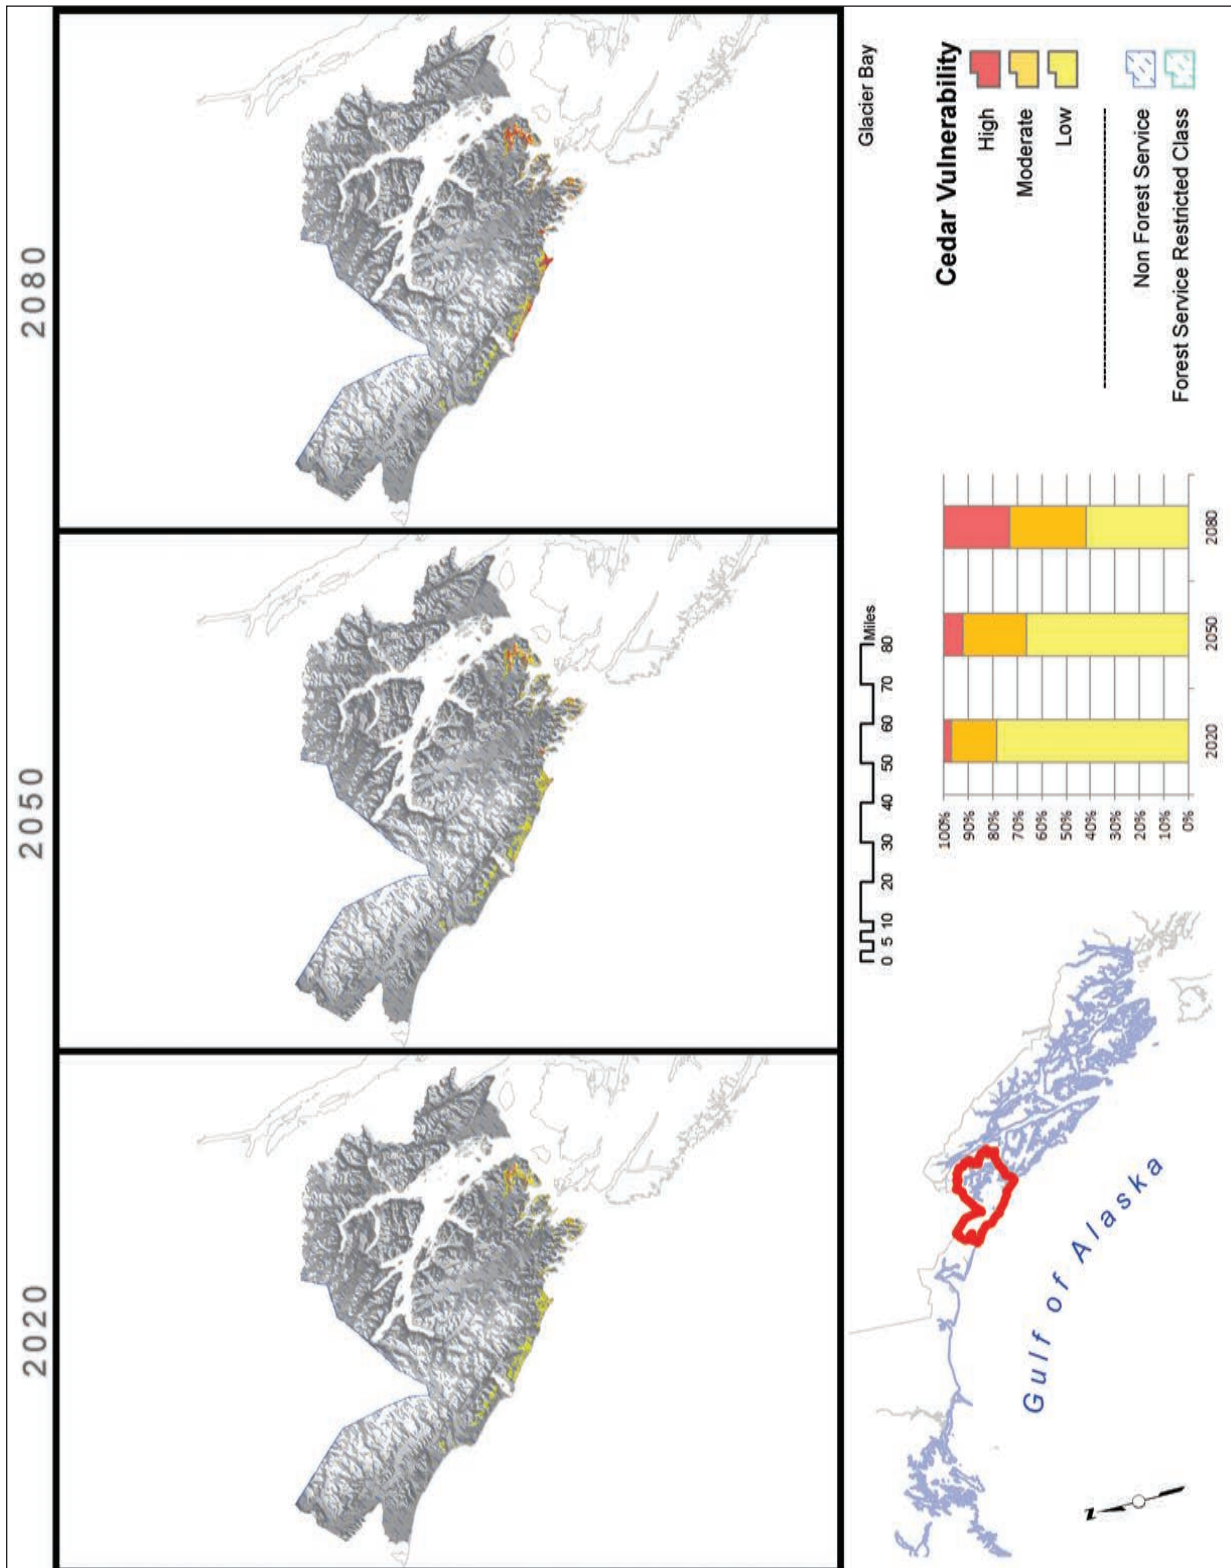 2020
2050
2080
Glacier Bay
Cedar Vulnerability
High
Moderate
Low
Non Forest Service
Forest Service Restricted Class
0 5 10 20 30 40 50 60 70 80
Miles
100%
90%
80%
70%
60%
50%
40%
30%
20%
10%
0%
2020 2050 2080
Gulf of Alaska
N